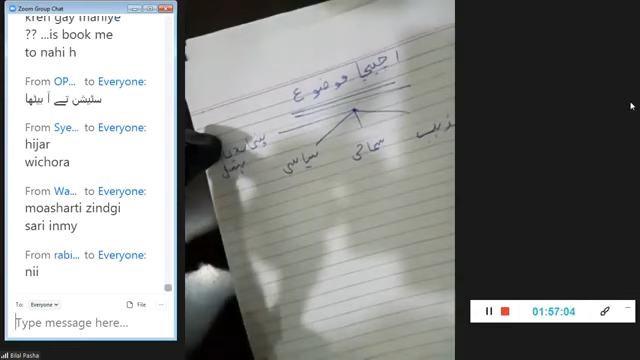 Zoom Group Chat
kren gay maniye
?? ...is book me
to nahi h
From OP... to Everyone:
سٹیشن تے آ بیٹھا
From Sye... to Everyone:
hijar
wichora
From Wa... to Everyone:
moasharti zindgi
sari inmy
From rabi... to Everyone:
nii
To: Everyone
File
Type message here...
Bilal Pasha
موضوع
سیاسی
سماجی
01:57:04